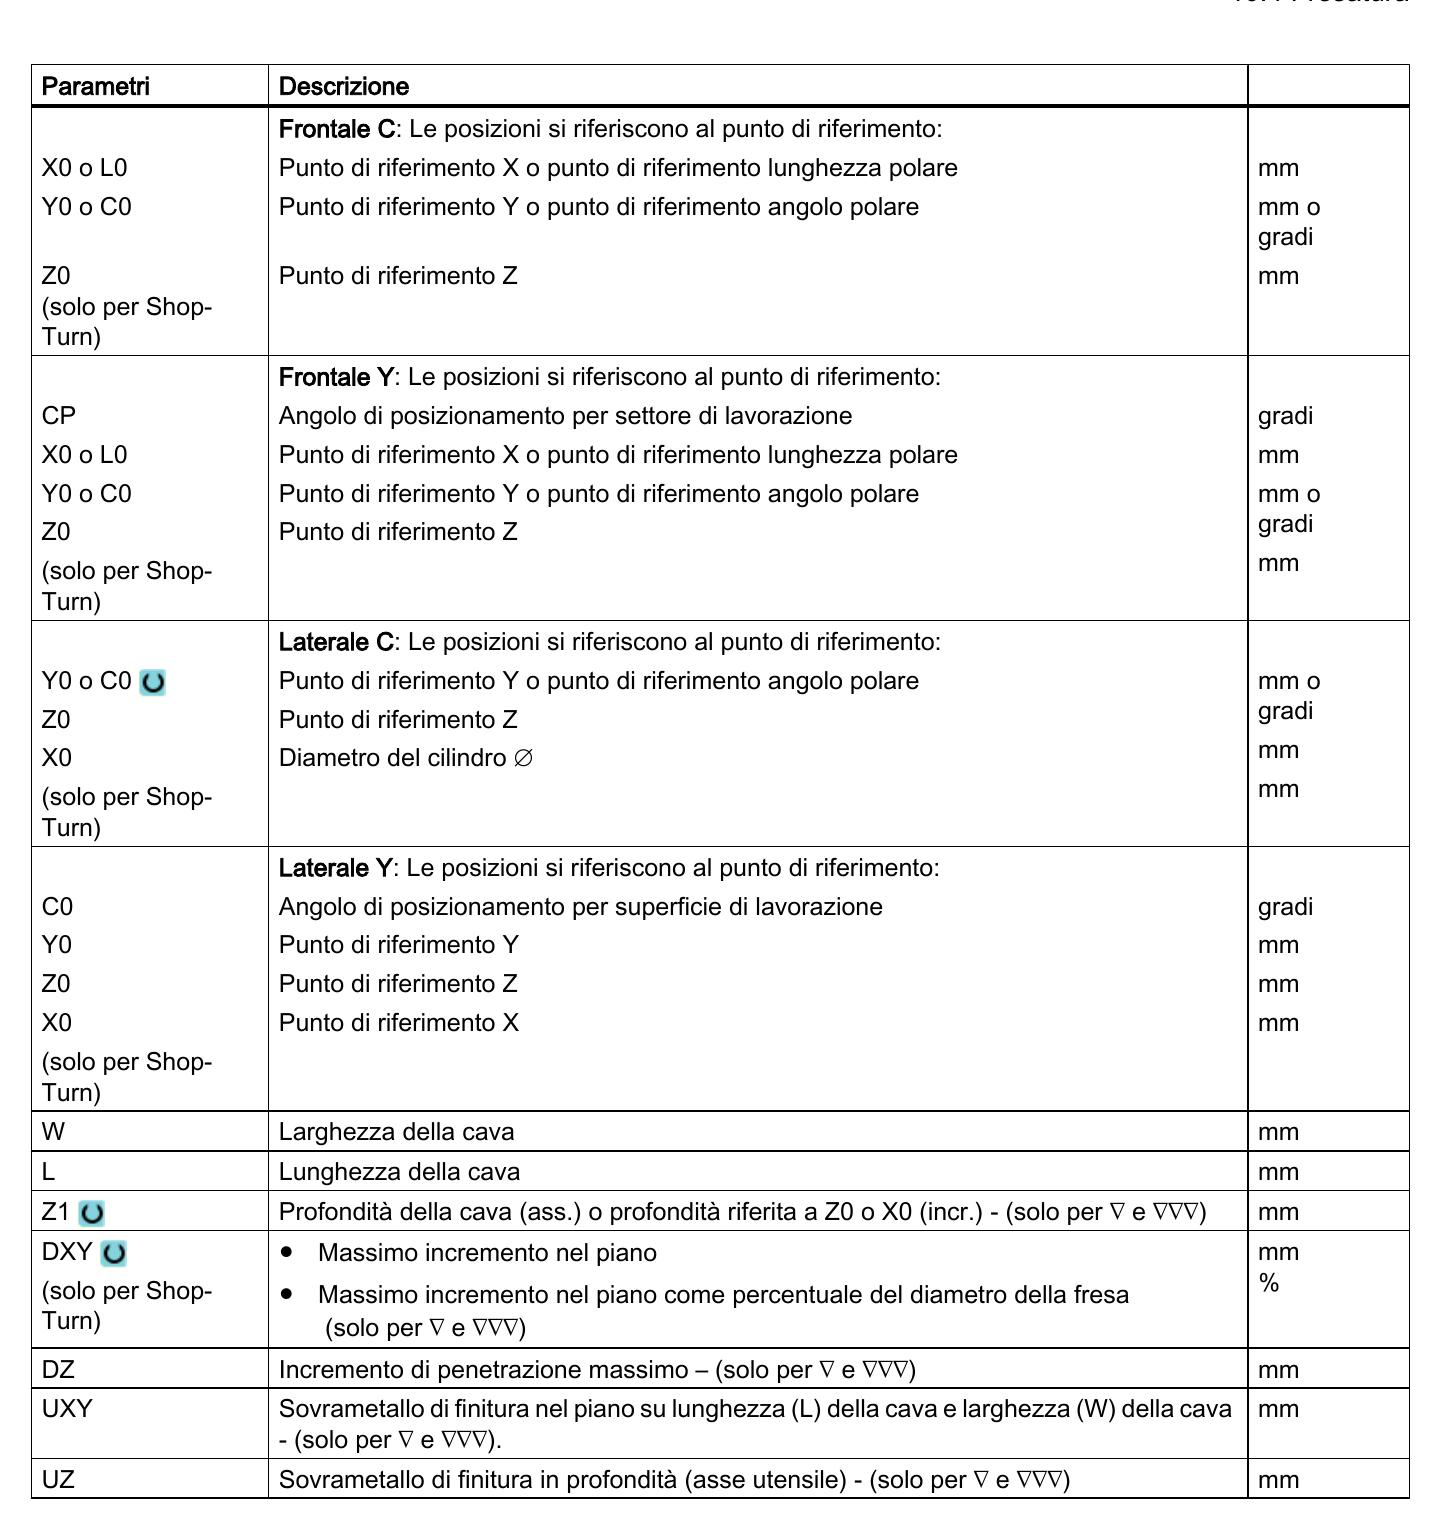 Parametri Descrizione
Frontale C: Le posizioni si riferiscono al punto di riferimento:
X0 o L0 Punto di riferimento X o punto di riferimento lunghezza polare mm
Y0 o C0 Punto di riferimento Y o punto di riferimento angolo polare mm o
gradi
Z0 Punto di riferimento Z mm
(solo per Shop-
Turn)
Frontale Y: Le posizioni si riferiscono al punto di riferimento:
CP Angolo di posizionamento per settore di lavorazione gradi
X0 o L0 Punto di riferimento X o punto di riferimento lunghezza polare mm
Y0 o C0 Punto di riferimento Y o punto di riferimento angolo polare mm o
gradi
Z0 Punto di riferimento Z
mm
(solo per Shop-
Turn)
Laterale C: Le posizioni si riferiscono al punto di riferimento:
Y0 o C0 Punto di riferimento Y o punto di riferimento angolo polare mm o
gradi
Z0 Punto di riferimento Z
mm
X0 Diametro del cilindro ∅
mm
(solo per Shop-
Turn)
Laterale Y: Le posizioni si riferiscono al punto di riferimento:
C0 Angolo di posizionamento per superficie di lavorazione gradi
Y0 Punto di riferimento Y mm
Z0 Punto di riferimento Z mm
X0 Punto di riferimento X mm
(solo per Shop-
Turn)
W Larghezza della cava mm
L Lunghezza della cava mm
Z1 Profondità della cava (ass.) o profondità riferita a Z0 o X0 (incr.) - (solo per ∇ e ∇∇∇) mm
DXY • Massimo incremento nel piano mm
(solo per Shop- • Massimo incremento nel piano come percentuale del diametro della fresa %
Turn) (solo per ∇ e ∇∇∇)
DZ Incremento di penetrazione massimo – (solo per ∇ e ∇∇∇) mm
UXY Sovrametallo di finitura nel piano su lunghezza (L) della cava e larghezza (W) della cava mm
- (solo per ∇ e ∇∇∇).
UZ Sovrametallo di finitura in profondità (asse utensile) - (solo per ∇ e ∇∇∇) mm